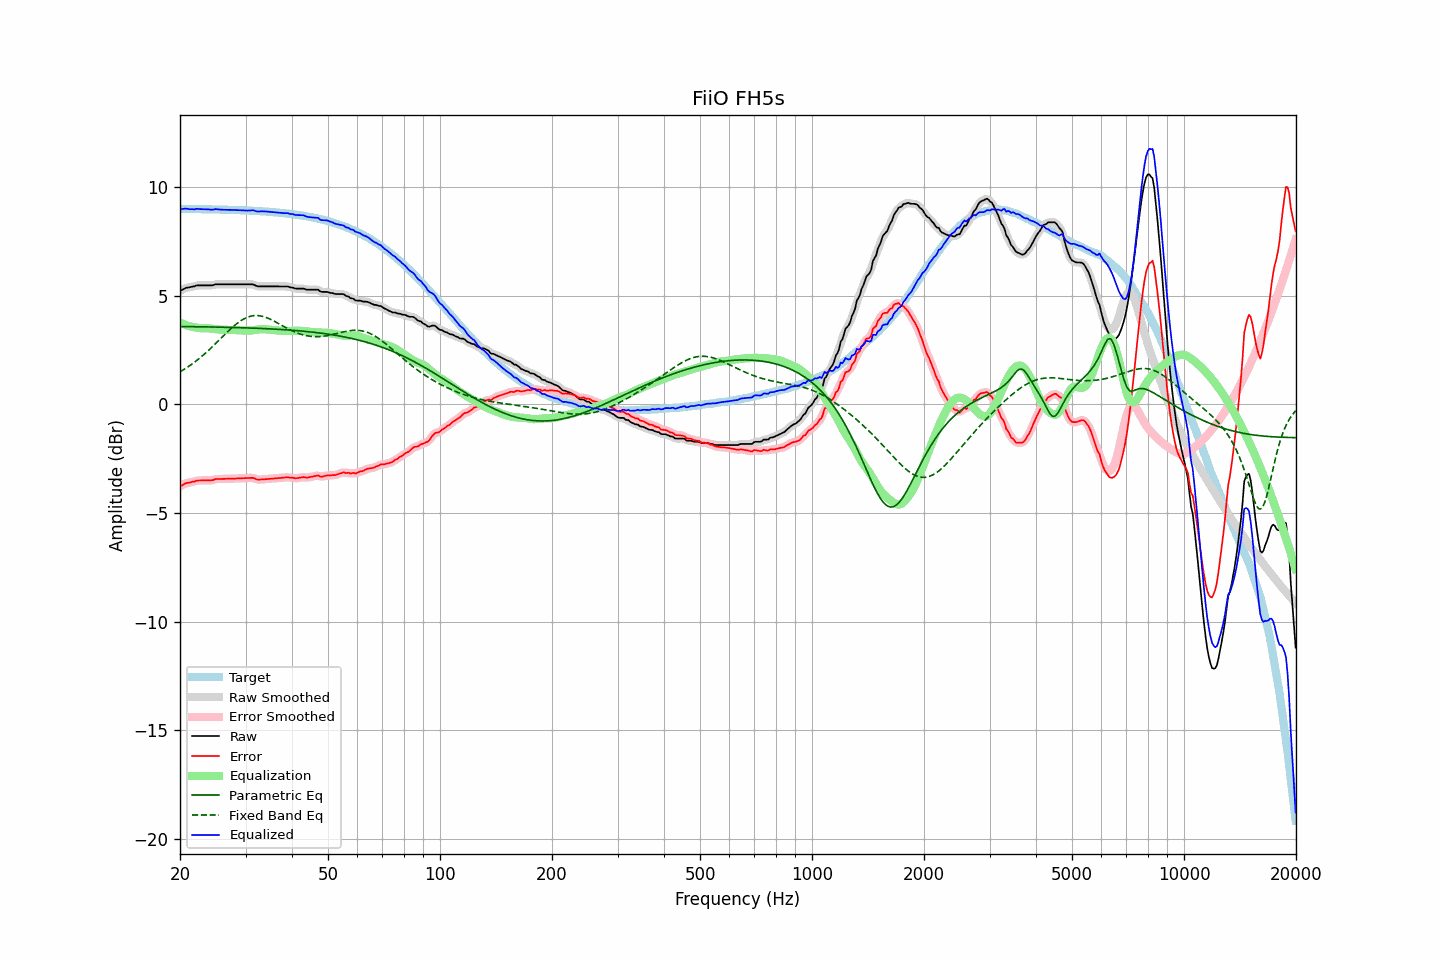 FiiO FH5s
Amplitude (dBr)
10
5
0
−5
−10
−15
−20
Target
Raw Smoothed
Error Smoothed
Raw
Error
Equalization
Parametric Eq
Fixed Band Eq
Equalized
20 50 100 200 500 1000 2000 5000 10000 20000
Frequency (Hz)